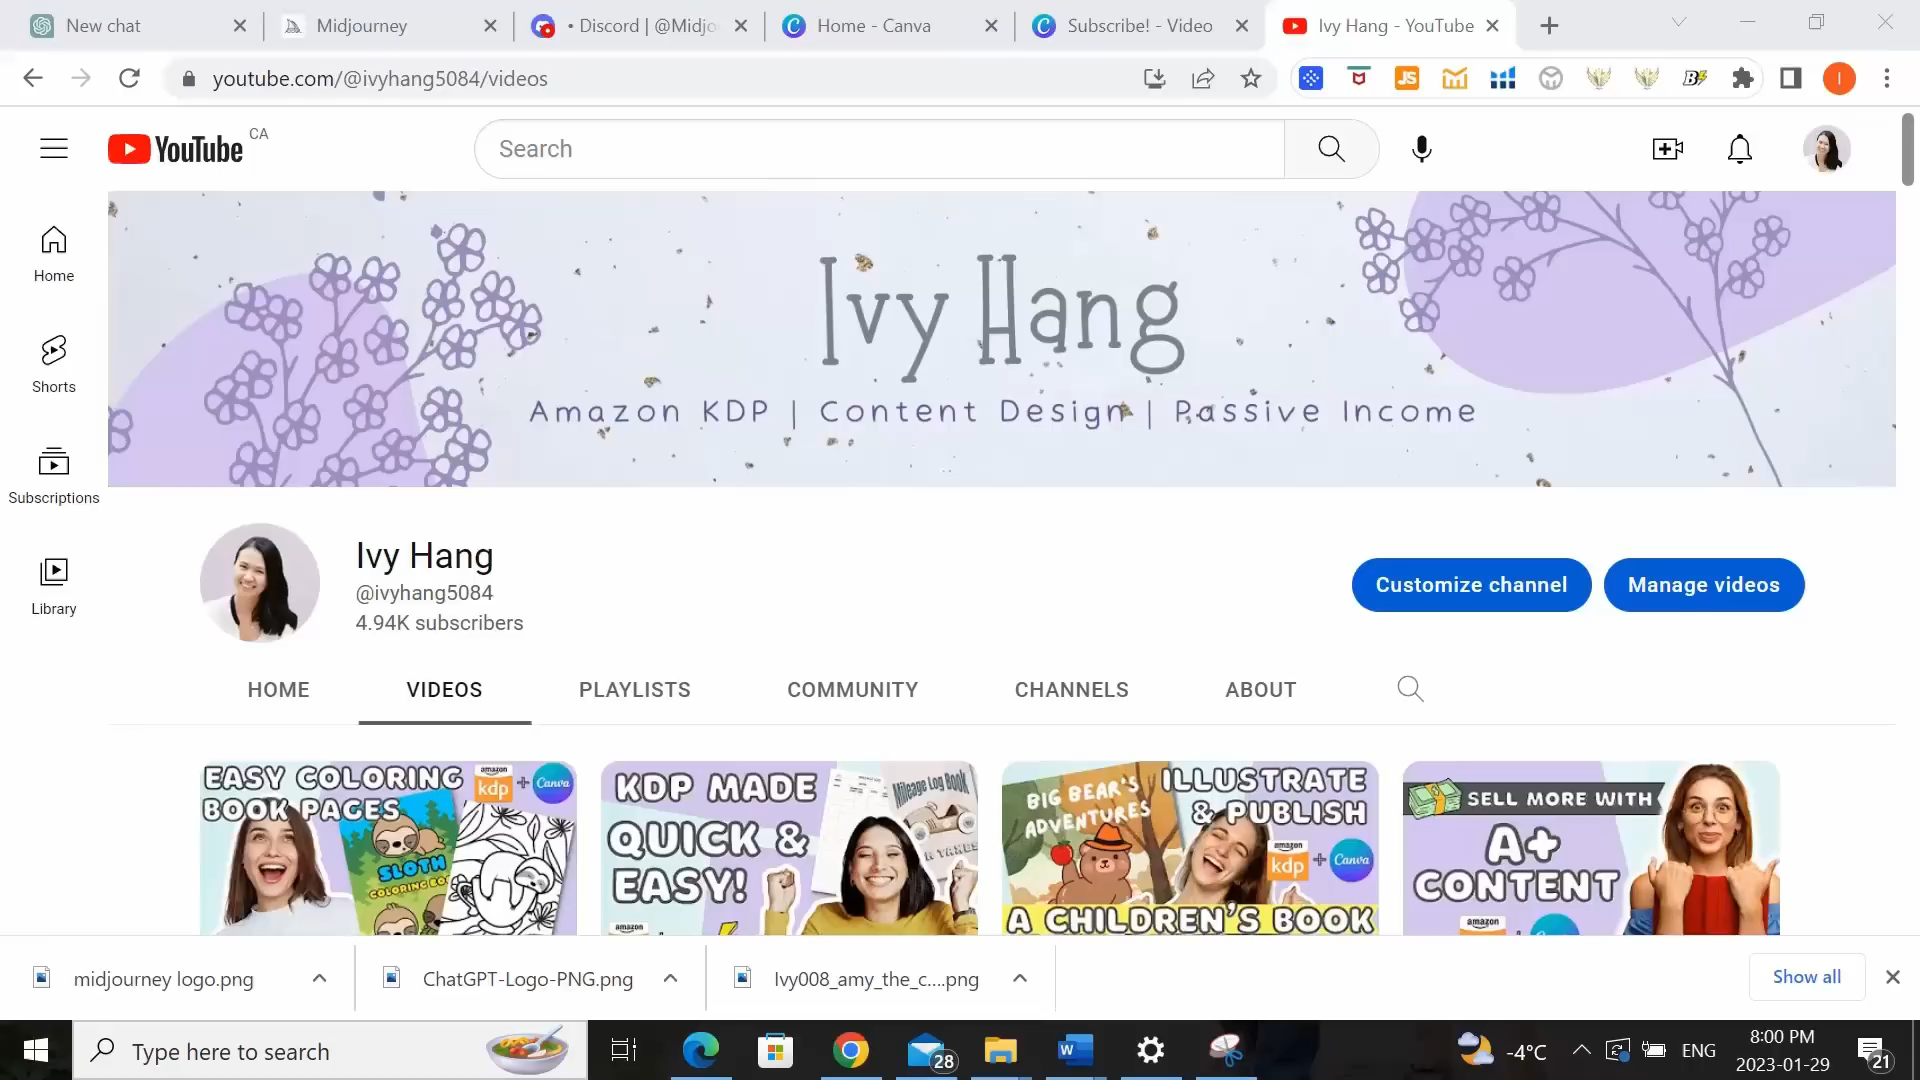 New chat
Midjourney
• Discord | @Midjo
Home - Canva
Subscribe! - Video
Ivy Hang - YouTube
youtube.com/@ivyhang5084/videos
JS
I
YouTube CA
Search
Home
Shorts
Subscriptions
Library
Ivy Hang
Amazon KDP | Content Design | Passive Income
Ivy Hang
@ivyhang5084
4.94K subscribers
Customize channel
Manage videos
HOME
VIDEOS
PLAYLISTS
COMMUNITY
CHANNELS
ABOUT
EASY COLORING
BOOK PAGES
amazon
kdp + Canva
SLOTH
COLORING BOO
KDP MADE
QUICK &
EASY!
Mileage Log Book
R TAXES
amazon
BIG BEAR'S
ADVENTURES
ILLUSTRATE
& PUBLISH
amazon
kdp + Canva
A CHILDREN'S BOOK
SELL MORE WITH
A+
CONTENT
amazon
midjourney logo.png
ChatGPT-Logo-PNG.png
Ivy008_amy_the_c....png
Show all
Type here to search
28
W
-4°C
ENG
8:00 PM
2023-01-29
21